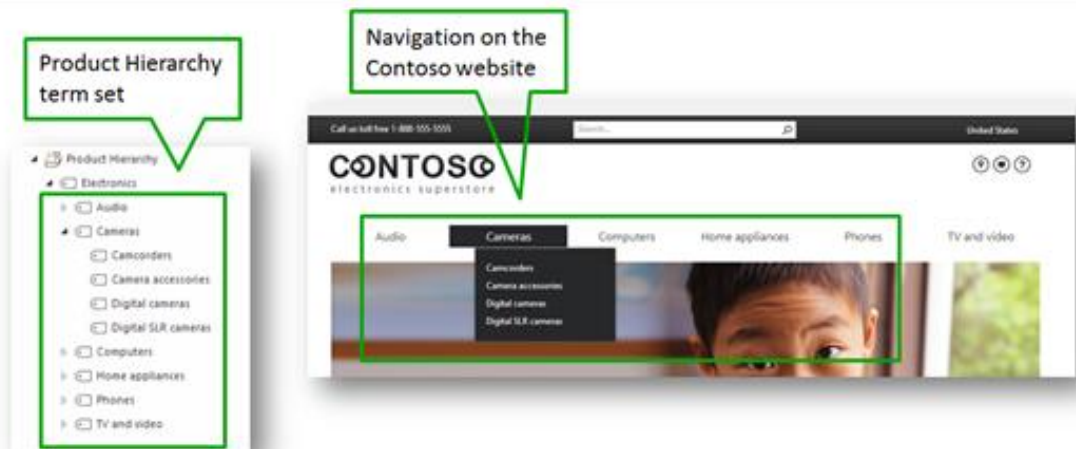 Product Hierarchy
term set
Navigation on the
Contoso website
Product Hierarchy
Electronics
Audio
Cameras
Camcorders
Camera accessories
Digital cameras
Digital SLR cameras
Computers
Home appliances
Phones
TV and video
Call us toll free 1-888-555-5555
Search...
United States
CONTOSO
electronics superstore
?
Audio
Cameras
Computers
Home appliances
Phones
TV and video
Camcorders
Camera accessories
Digital cameras
Digital SLR cameras